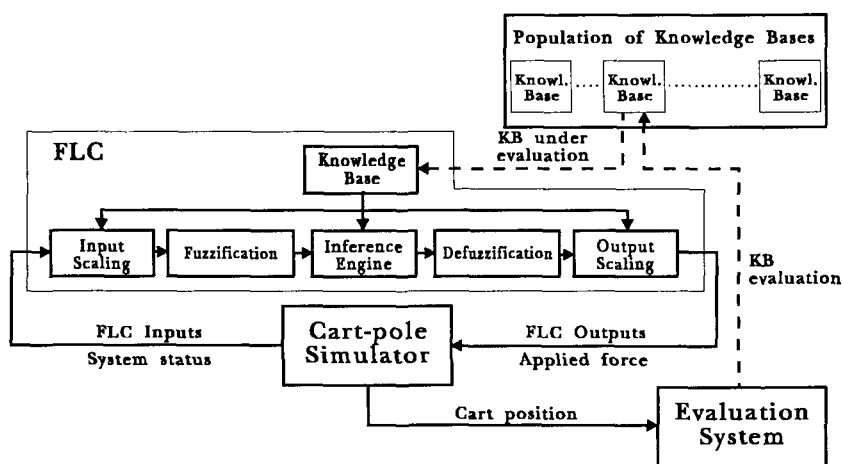 Population of Knowledge Bases
Knowl.
Base
Knowl.
Base
Knowl.
Base
KB under
evaluation
FLC
Knowledge
Base
Input
Scaling
Fuzzification
Inference
Engine
Defuzzification
Output
Scaling
KB
evaluation
FLC Inputs
System status
Cart-pole
Simulator
FLC Outputs
Applied force
Cart position
Evaluation
System